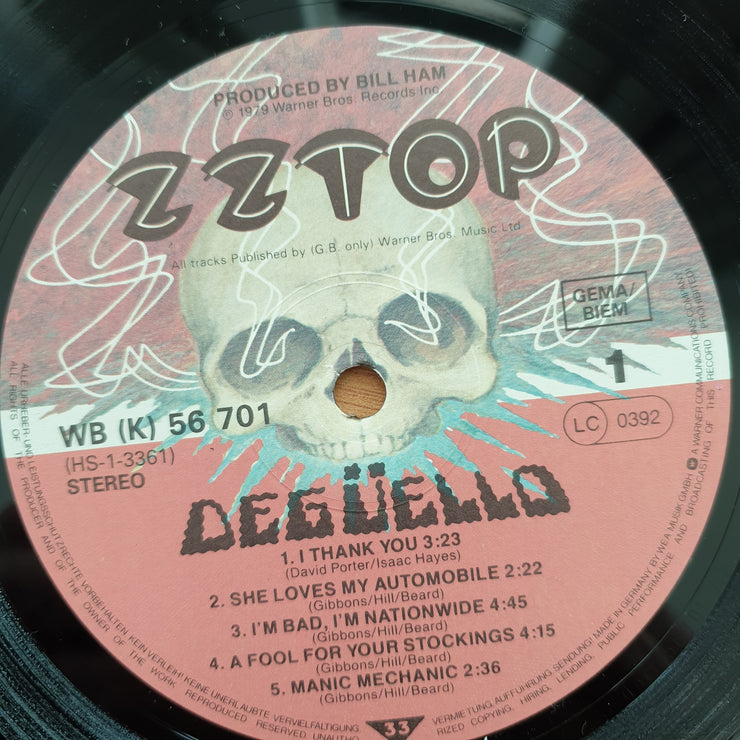 PRODUCED BY BILL HAM
℗ 1979 Warner Bros. Records Inc.
ZZTOP
All tracks Published by (G.B. only) Warner Bros. Music Ltd
GEMA/
BIEM
1
WB (K) 56 701
(HS-1-3361)
STEREO
LC 0392
DEGÜELLO
1. I THANK YOU 3:23
(David Porter/Isaac Hayes)
2. SHE LOVES MY AUTOMOBILE 2:22
(Gibbons/Hill/Beard)
3. I'M BAD, I'M NATIONWIDE 4:45
(Gibbons/Hill/Beard)
4. A FOOL FOR YOUR STOCKINGS 4:15
(Gibbons/Hill/Beard)
5. MANIC MECHANIC 2:36
(Gibbons/Hill/Beard)
33
ALLE URHEBER- UND LEISTUNGSSCHUTZRECHTE VORBEHALTEN KEIN VERLEIH! KEINE UNERLAUBTE VERVIELFÄLTIGUNG, VERMIETUNG, AUFFÜHRUNG, SENDUNG! MADE IN GERMANY BY WEA MUSIK GMBH A WARNER COMMUNICATIONS COMPANY
ALL RIGHTS OF THE PRODUCER AND OF THE OWNER OF THE WORK REPRODUCED RESERVED UNAUTHORIZED COPYING, HIRING, LENDING, PUBLIC PERFORMANCE AND BROADCASTING OF THIS RECORD PROHIBITED